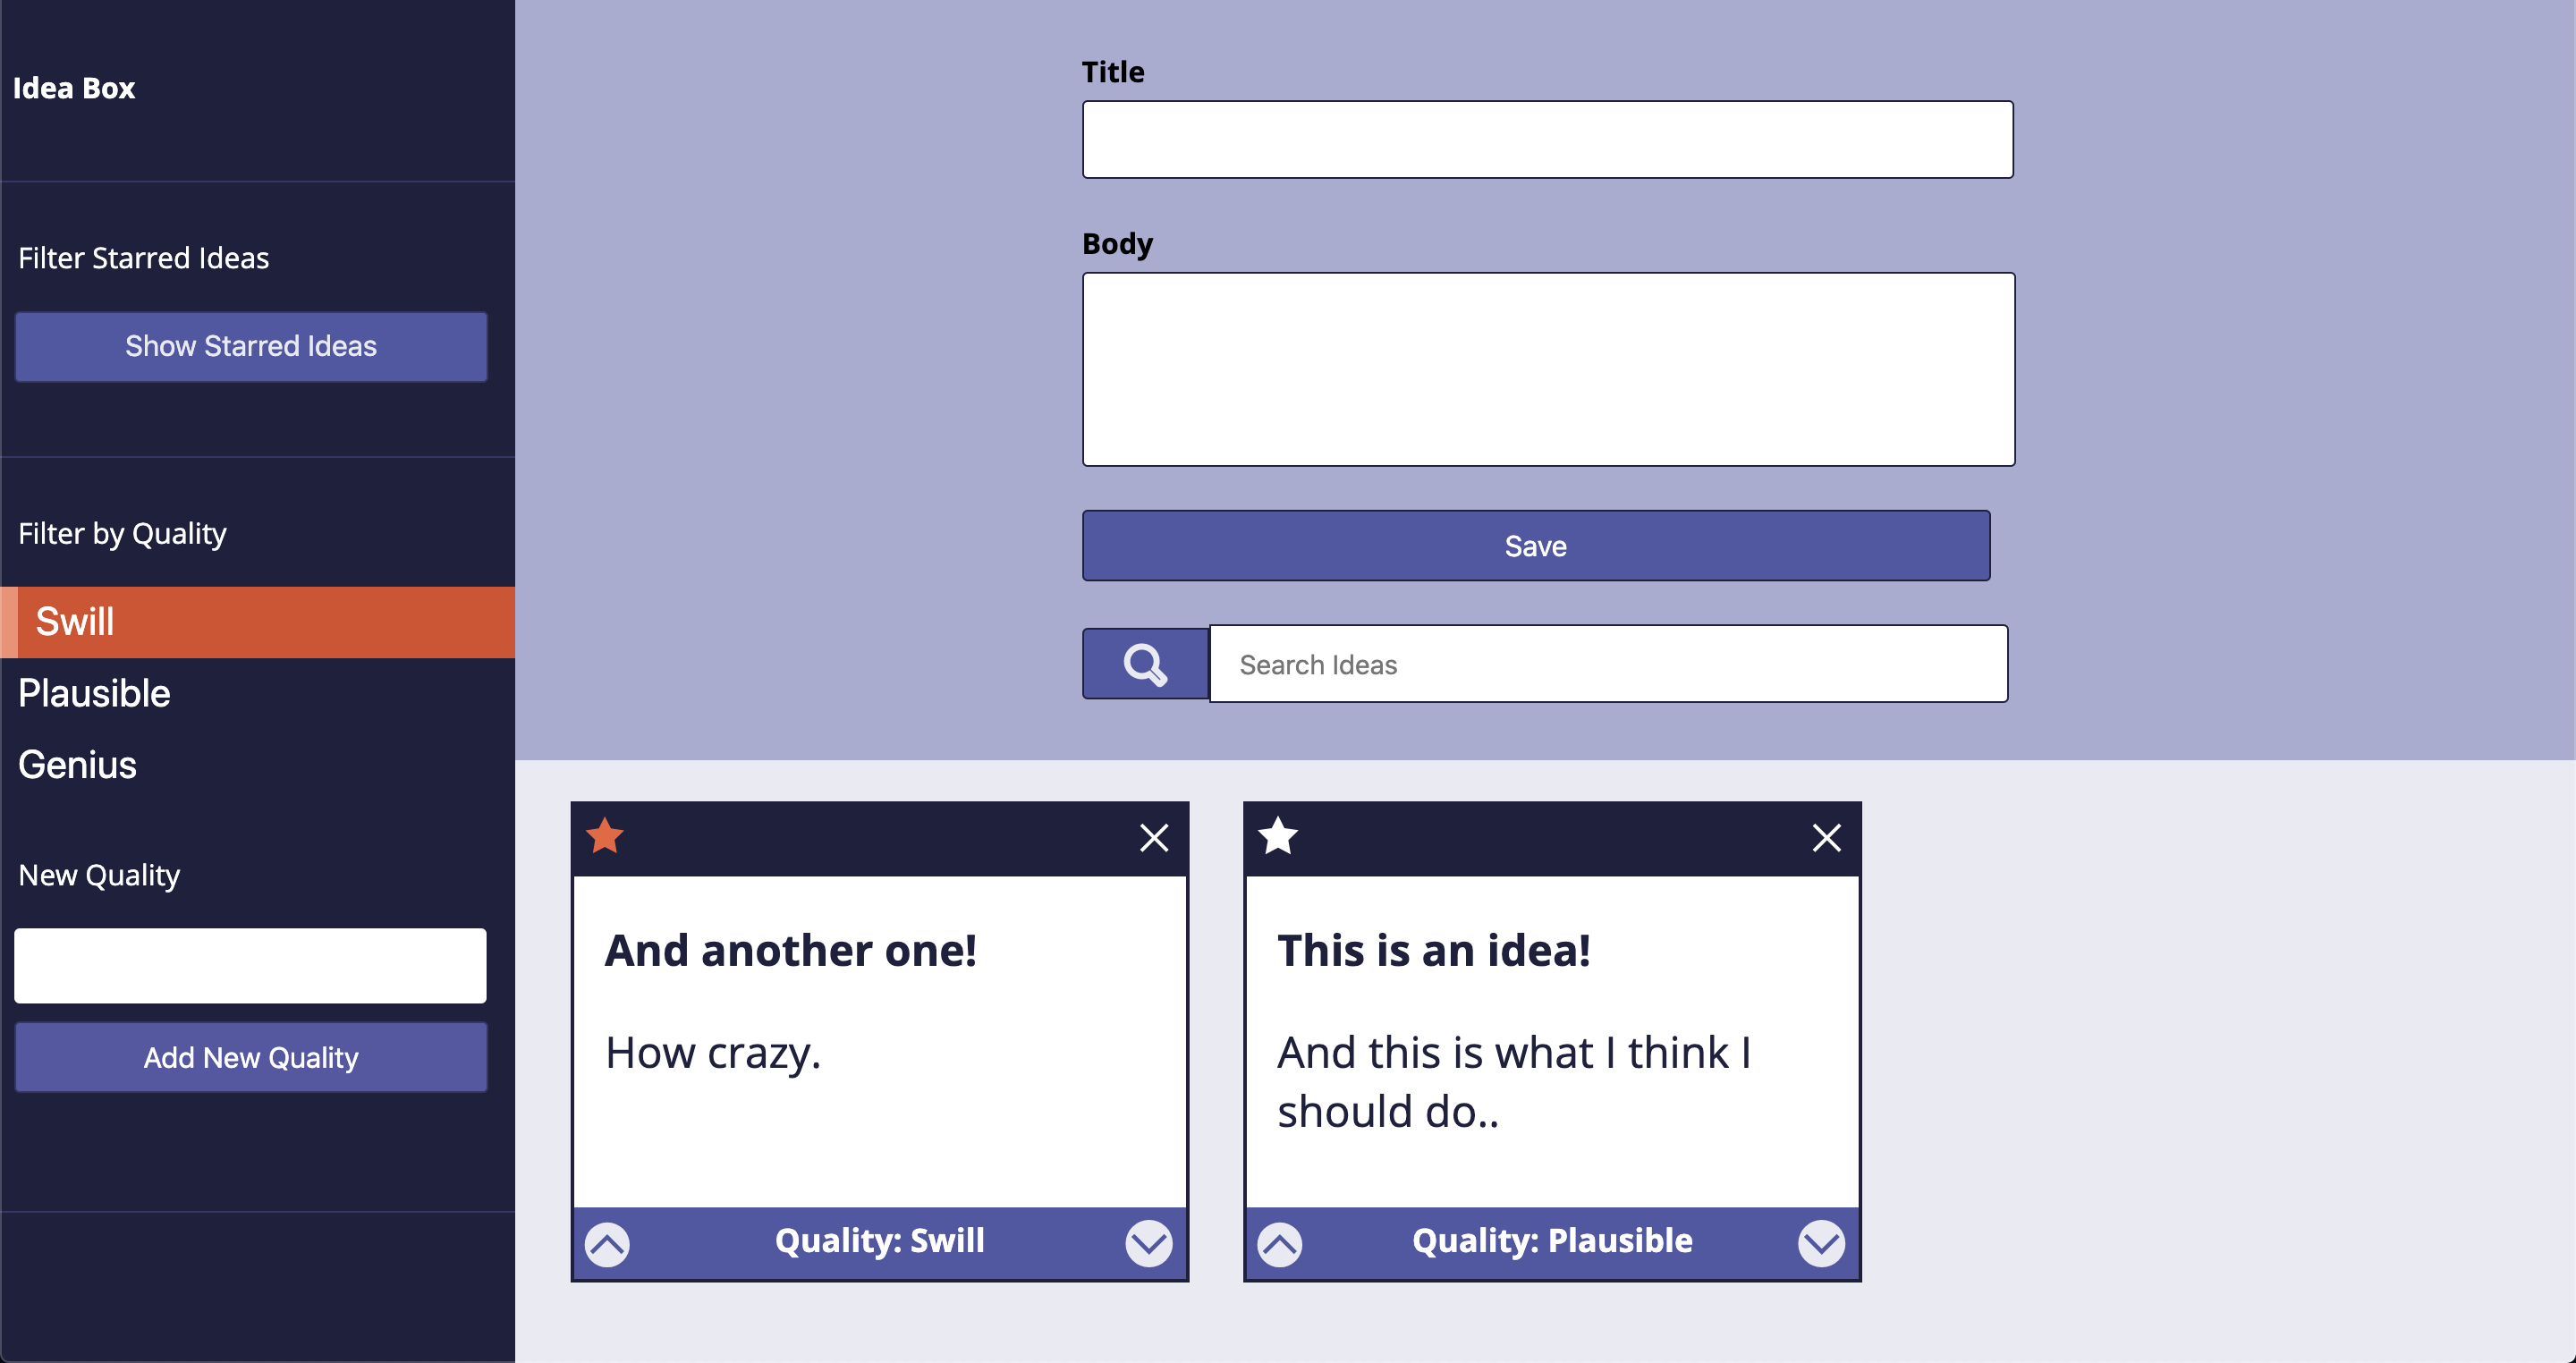 Idea Box
Filter Starred Ideas
Show Starred Ideas
Filter by Quality
Swill
Plausible
Genius
New Quality
Add New Quality
Title
Body
Save
Search Ideas
And another one!
How crazy.
Quality: Swill
This is an idea!
And this is what I think I
should do..
Quality: Plausible